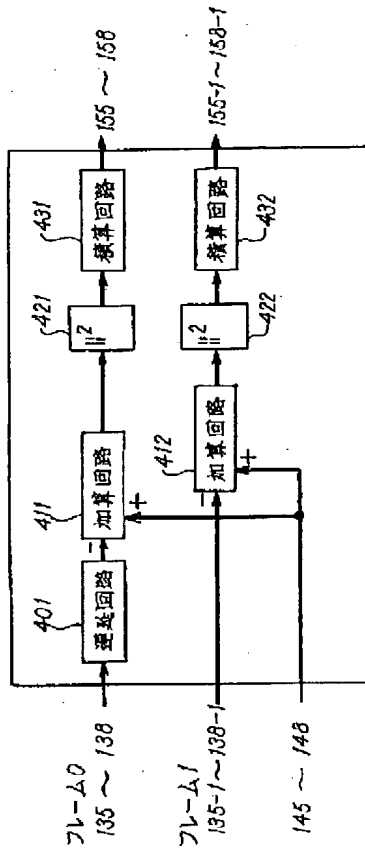 フレーム0
135 ~ 138
401
遅延回路
-
411
加算回路
+
421
||²
431
積算回路
155 ~ 158
フレーム1
135-1 ~ 138-1
-
412
加算回路
+
||²
422
432
積算回路
155-1 ~ 158-1
145 ~ 148